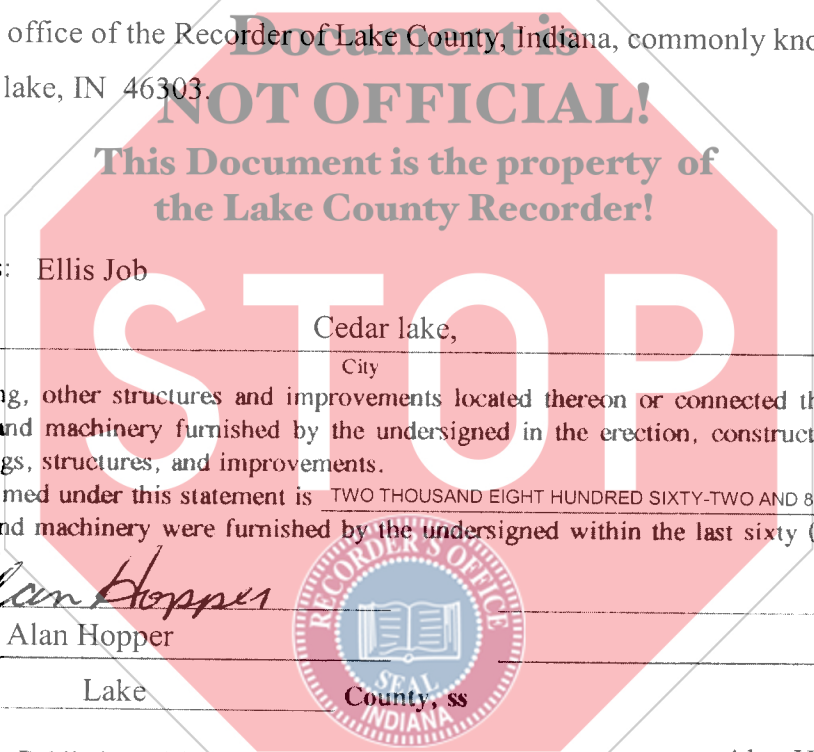 Document is
office of the Recorder of Lake County, Indiana, commonly kno
lake, IN 46303.
NOT OFFICIAL!
This Document is the property of
the Lake County Recorder!
s: Ellis Job
STOP
Cedar lake,
City
ng, other structures and improvements located thereon or connected th
and machinery furnished by the undersigned in the erection, construct
gs, structures, and improvements.
med under this statement is TWO THOUSAND EIGHT HUNDRED SIXTY-TWO AND 8
nd machinery were furnished by the undersigned within the last sixty (
RECORDER'S OFFICE
lan Hopper
Alan Hopper
Lake County, ss
SEAL
INDIANA